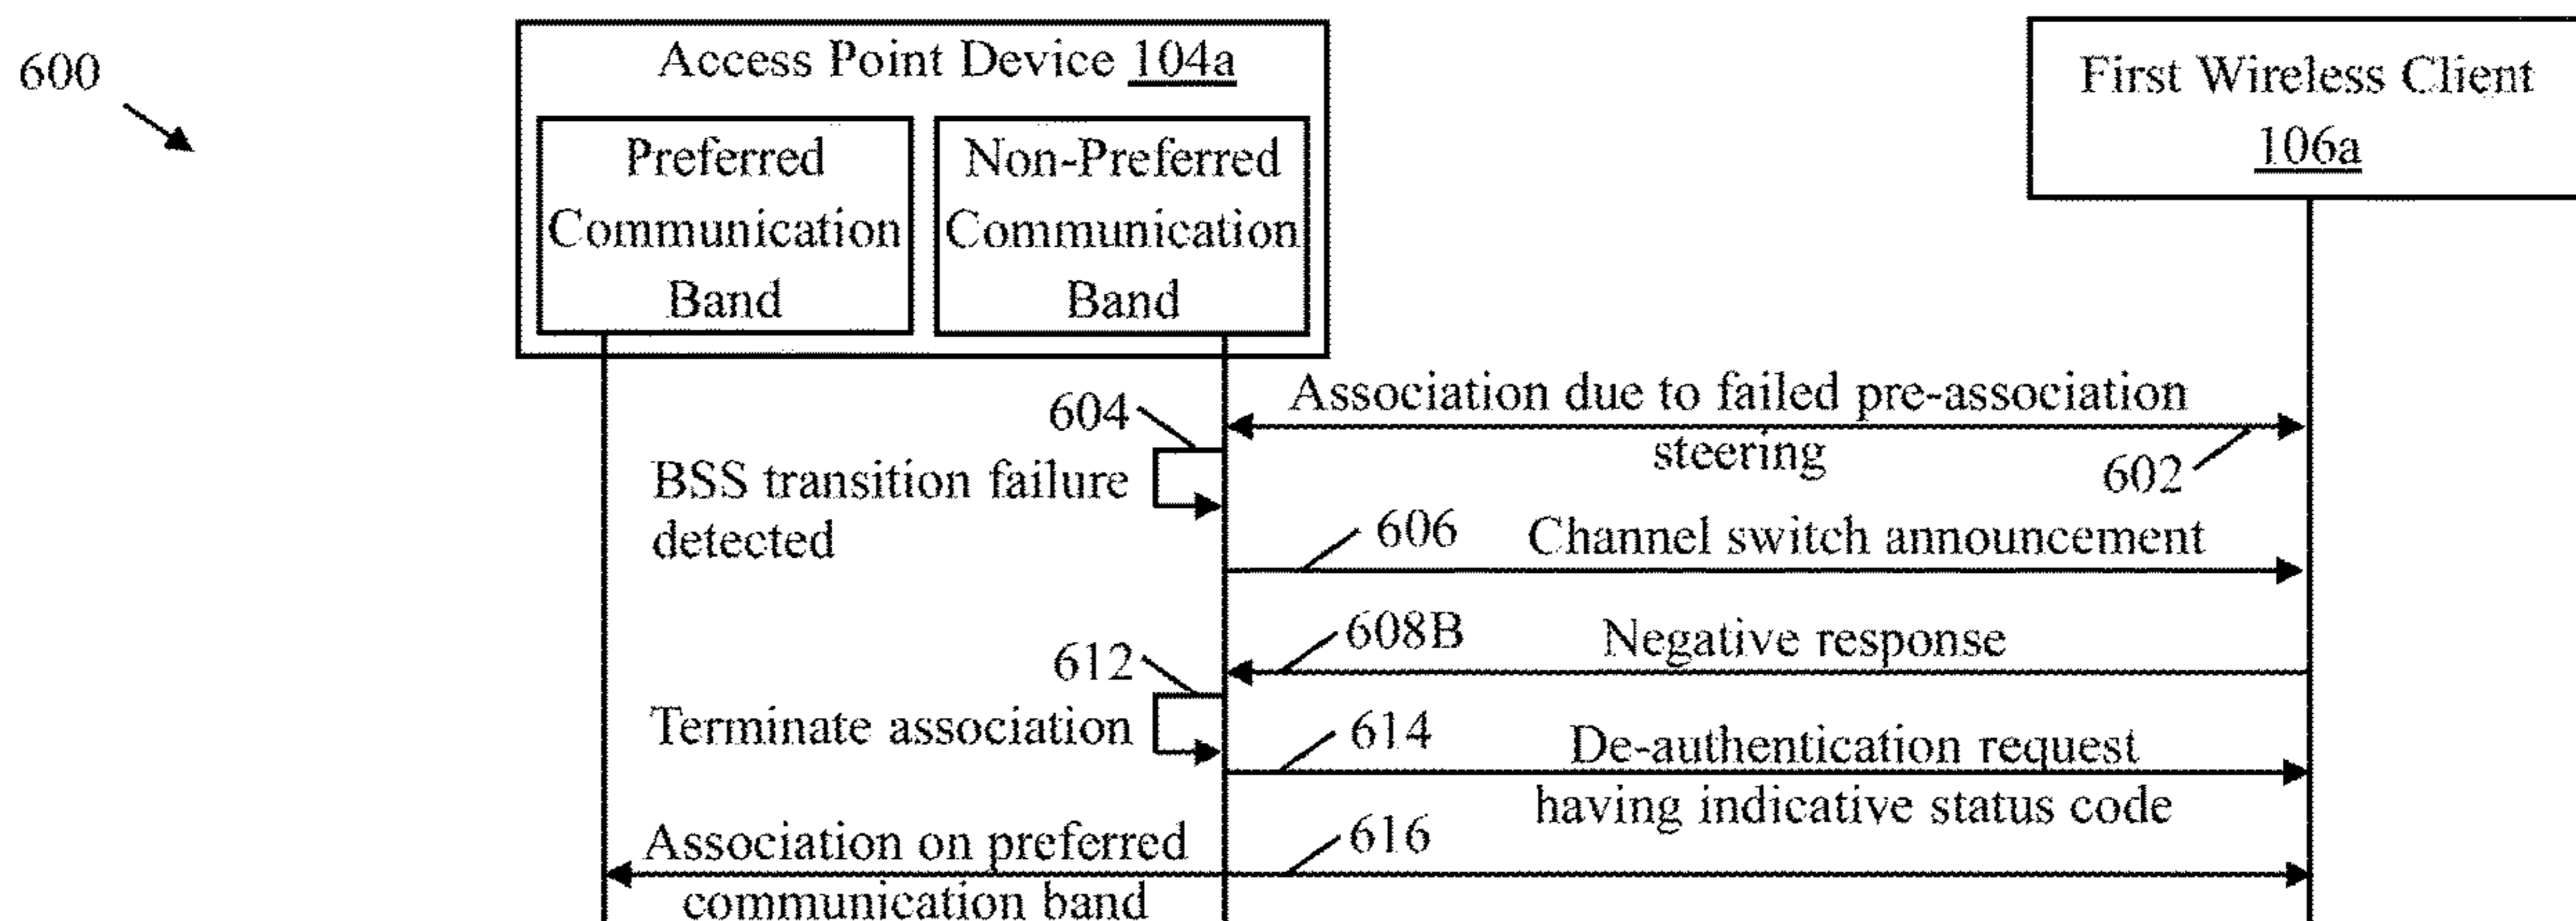 600
Access Point Device 104a
Preferred
Communication
Band
Non-Preferred
Communication
Band
First Wireless Client
106a
Association due to failed pre-association
steering
602
604
BSS transition failure
detected
606
Channel switch announcement
608B
Negative response
612
Terminate association
614
De-authentication request
having indicative status code
616
Association on preferred
communication band